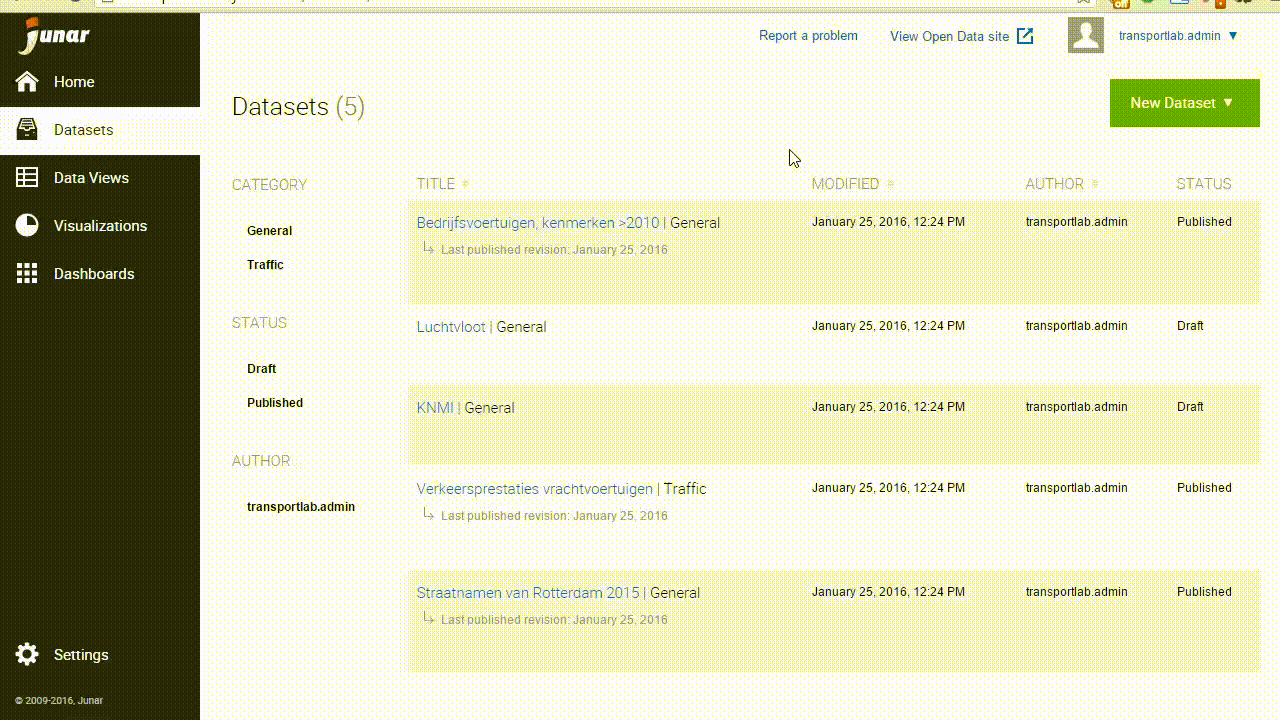 off
junar
Report a problem
View Open Data site
transportlab.admin ▼
Home
Datasets
Data Views
Visualizations
Dashboards
Settings
© 2009-2016, Junar
Datasets (5)
New Dataset ▼
CATEGORY
General
Traffic
STATUS
Draft
Published
AUTHOR
transportlab.admin
TITLE MODIFIED AUTHOR STATUS
Bedrijfsvoertuigen, kenmerken >2010 | General January 25, 2016, 12:24 PM transportlab.admin Published
Last published revision: January 25, 2016
Luchtvloot | General January 25, 2016, 12:24 PM transportlab.admin Draft
KNMI | General January 25, 2016, 12:24 PM transportlab.admin Draft
Verkeersprestaties vrachtvoertuigen | Traffic January 25, 2016, 12:24 PM transportlab.admin Published
Last published revision: January 25, 2016
Straatnamen van Rotterdam 2015 | General January 25, 2016, 12:24 PM transportlab.admin Published
Last published revision: January 25, 2016